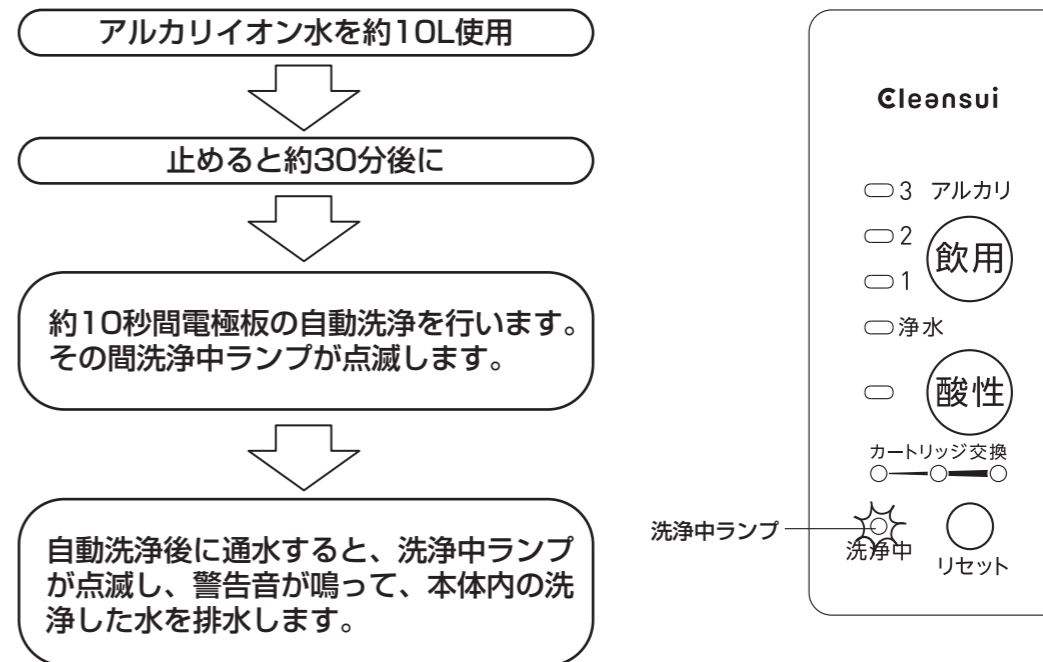 アルカリイオン水を約10L使用
止めると約30分後に
約10秒間電極板の自動洗浄を行います。
その間洗浄中ランプが点滅します。
自動洗浄後に通水すると、洗浄中ランプ
が点滅し、警告音が鳴って、本体内の洗
浄した水を排水します。
Cleansui
3 アルカリ
2
飲用
1
浄水
酸性
カートリッジ交換
洗浄中ランプ
洗浄中
リセット